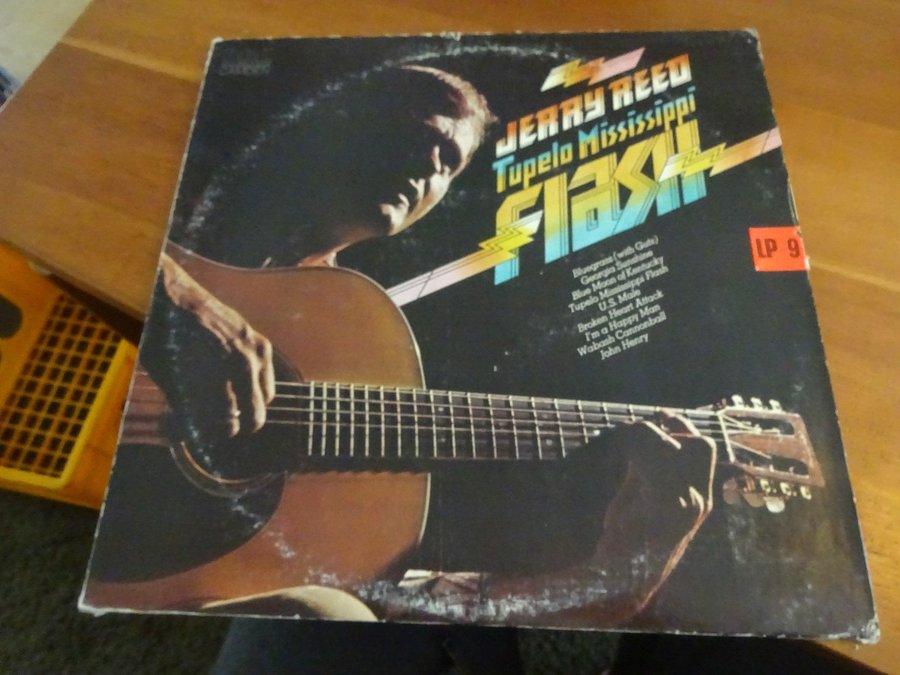 JERRY REED
Tupelo Mississippi
Flash
Bluegrass (with Guts)
Georgia Sunshine
Blue Moon of Kentucky
Tupelo Mississippi Flash
U.S. Male
Broken Heart Attack
I'm a Happy Man
Wabash Cannonball
John Henry
LP 9